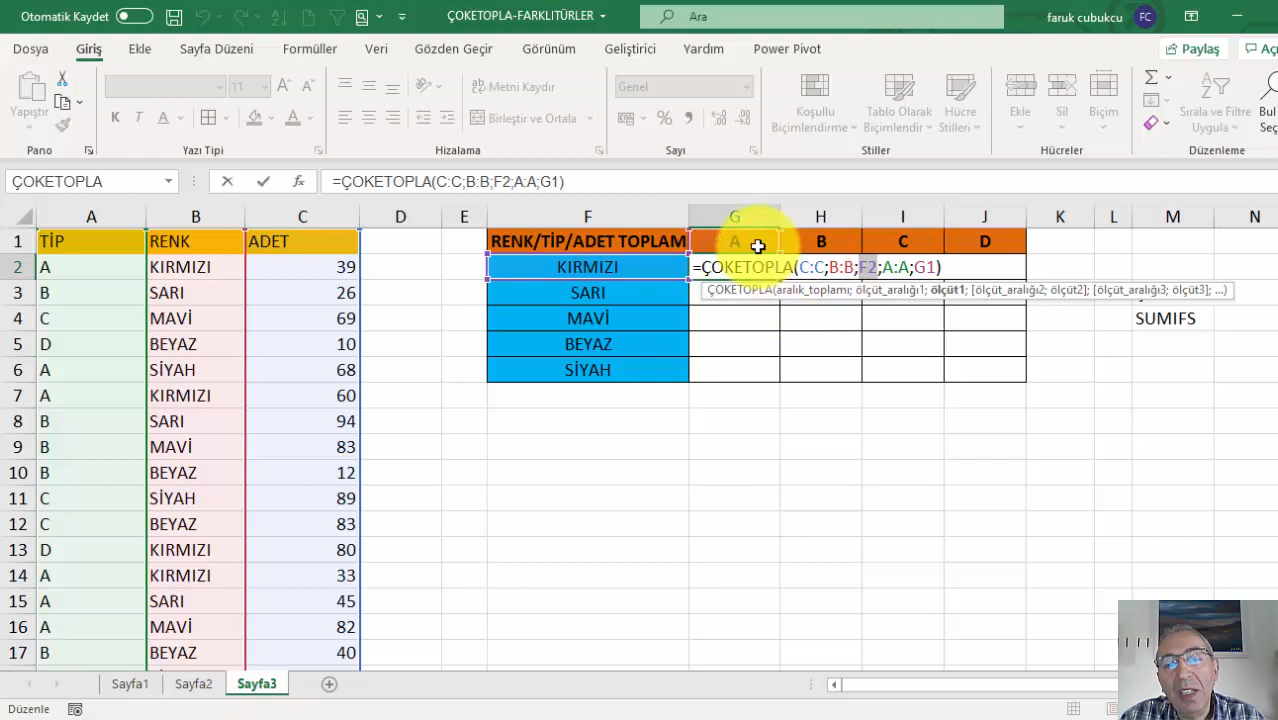 Otomatik Kaydet
ÇOKETOPLA-FARKLITÜRLER
Ara
faruk cubukcu
FC
Dosya Giriş Ekle Sayfa Düzeni Formüller Veri Gözden Geçir Görünüm Geliştirici Yardım Power Pivot Paylaş
Yapıştır
11
K T A
Metni Kaydır
Birleştir ve Ortala
Genel
Koşullu Biçimlendirme
Tablo Olarak Biçimlendir
Hücre Stilleri
Ekle Sil Biçim
Sırala ve Filtre Uygula
Pano Yazı Tipi Hizalama Sayı Stiller Hücreler Düzenleme
ÇOKETOPLA
=ÇOKETOPLA(C:C;B:B;F2;A:A;G1)
A B C D E F G H I J K L M N
1 TİP RENK ADET RENK/TİP/ADET TOPLAM A B C D
2 A KIRMIZI 39 KIRMIZI =ÇOKETOPLA(C:C;B:B;F2;A:A;G1)
ÇOKETOPLA(aralık_toplamı; ölçüt_aralığı1; ölçüt1; [ölçüt_aralığı2; ölçüt2]; [ölçüt_aralığı3; ölçüt3]; ...)
3 B SARI 26 SARI
4 C SARI 69 MAVİ SUMIFS
5 D BEYAZ 10 BEYAZ
6 A SİYAH 68 SİYAH
7 A KIRMIZI 60
8 B SARI 94
9 B MAVİ 83
10 B BEYAZ 12
11 C SİYAH 89
12 C BEYAZ 83
13 D KIRMIZI 80
14 A KIRMIZI 33
15 A SARI 45
16 A MAVİ 82
17 B BEYAZ 40
Sayfa1 Sayfa2 Sayfa3
Düzenle